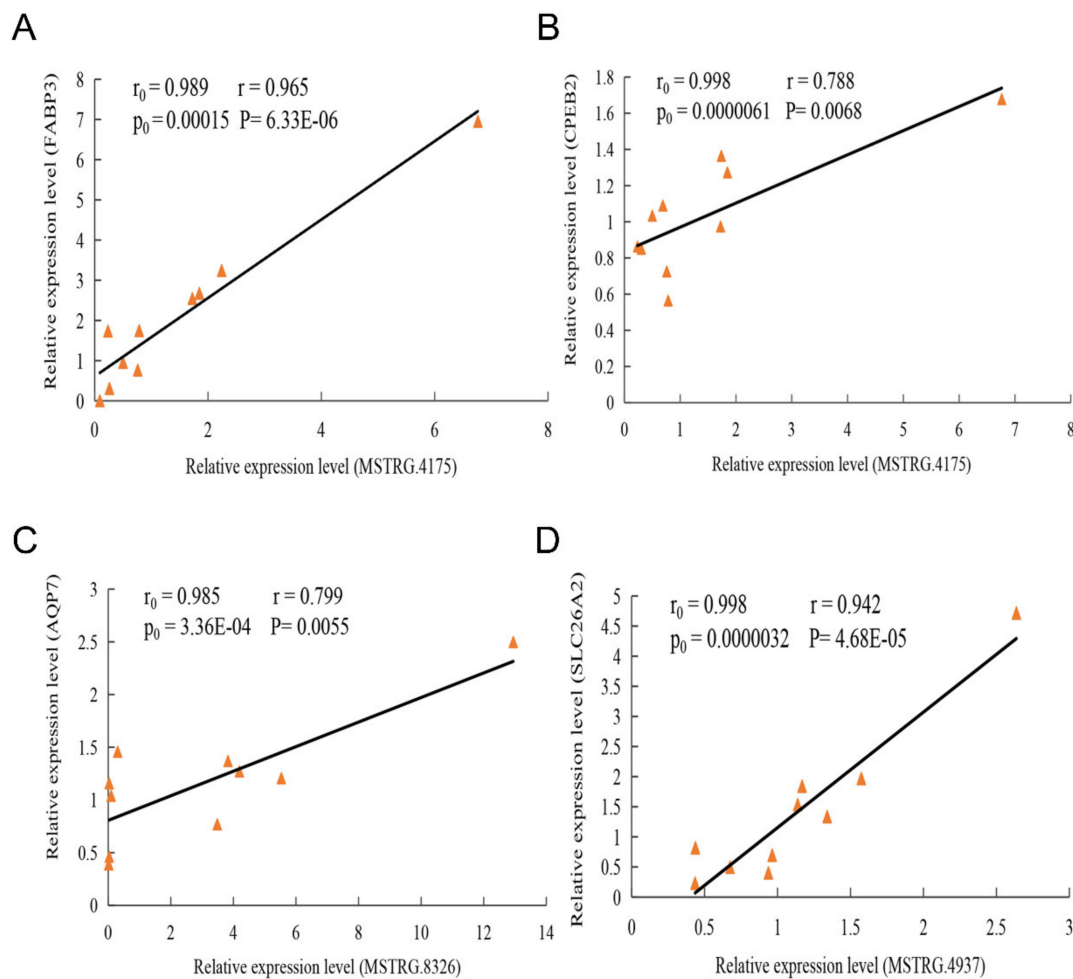 A
r₀ = 0.989 r = 0.965
p₀ = 0.00015 P= 6.33E-06
Relative expression level (FABP3)
8
7
6
5
4
3
2
1
0
0 2 4 6 8
Relative expression level (MSTRG.4175)
B
r₀ = 0.998 r = 0.788
p₀ = 0.0000061 P= 0.0068
Relative expression level (CPEB2)
1.8
1.6
1.4
1.2
1
0.8
0.6
0.4
0.2
0
0 1 2 3 4 5 6 7 8
Relative expression level (MSTRG.4175)
C
r₀ = 0.985 r = 0.799
p₀ = 3.36E-04 P= 0.0055
Relative expression level (AQP7)
3
2.5
2
1.5
1
0.5
0
0 2 4 6 8 10 12 14
Relative expression level (MSTRG.8326)
D
r₀ = 0.998 r = 0.942
p₀ = 0.0000032 P= 4.68E-05
Relative expression level (SLC26A2)
5
4.5
4
3.5
3
2.5
2
1.5
1
0.5
0
0 0.5 1 1.5 2 2.5 3
Relative expression level (MSTRG.4937)